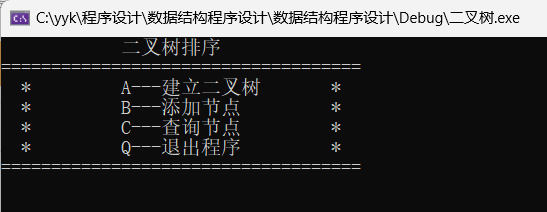 C:\yyk\程序设计\数据结构程序设计\数据结构程序设计\Debug\二叉树.exe
二叉树排序
====================================
* A---建立二叉树 *
* B---添加节点 *
* C---查询节点 *
* Q---退出程序 *
====================================